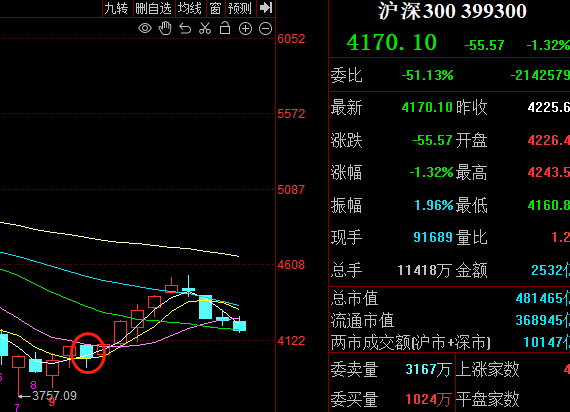 九转 删自选 均线 窗 预测
沪深300 399300
4170.10 -55.57 -1.32%
6052
5572
5087
4608
4122
3757.09
6
7
8
9
委比 -51.13% -2142579
最新 4170.10 昨收 4225.6
涨跌 -55.57 开盘 4236.4
涨幅 -1.32% 最高 4243.5
振幅 1.96% 最低 4160.8
现手 91689 量比 1.2
总手 11418万 金额 2532亿
总市值 481465亿
流通市值 368945亿
两市成交额(沪市+深市) 10147亿
委卖量 3167万 上涨家数 4
委买量 1024万 平盘家数